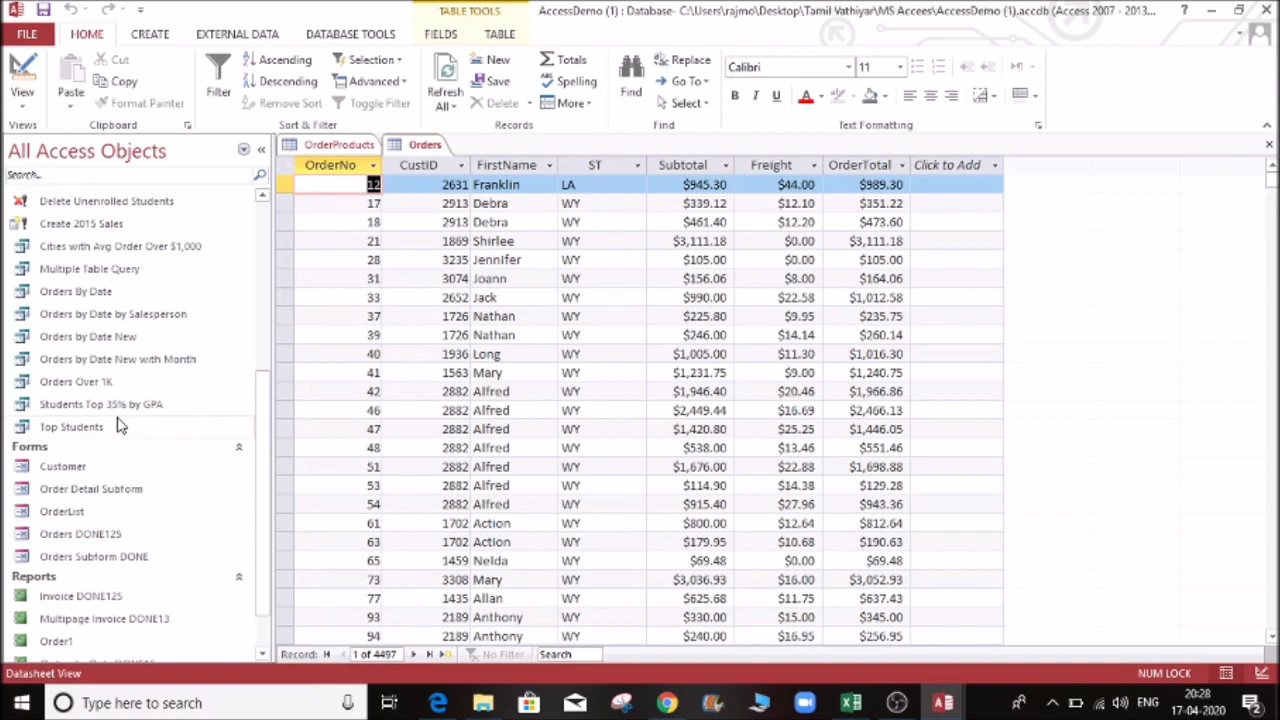 TABLE TOOLS
AccessDemo (1) : Database- C:\Users\rajmo\Desktop\Tamil Vathiyar\MS Accees\AccessDemo (1).accdb (Access 2007 - 2013...
FILE HOME CREATE EXTERNAL DATA DATABASE TOOLS FIELDS TABLE
View
Views
Paste
Cut
Copy
Format Painter
Clipboard
Filter
Ascending
Descending
Remove Sort
Selection
Advanced
Toggle Filter
Sort & Filter
Refresh All
New
Save
Delete
Totals
Spelling
More
Records
Find
Replace
Go To
Select
Find
Calibri 11
B I U A
Text Formatting
All Access Objects
Search...
Delete Unenrolled Students
Create 2015 Sales
Cities with Avg Order Over $1,000
Multiple Table Query
Orders By Date
Orders by Date by Salesperson
Orders by Date New
Orders by Date New with Month
Orders Over 1K
Students Top 35% by GPA
Top Students
Forms
Customer
Order Detail Subform
OrderList
Orders DONE125
Orders Subform DONE
Reports
Invoice DONE125
Multipage Invoice DONE13
Order1
OrderProducts Orders
OrderNo CustID FirstName ST Subtotal Freight OrderTotal Click to Add
12 2631 Franklin LA $945.30 $44.00 $989.30
17 2913 Debra WY $339.12 $12.10 $351.22
18 2913 Debra WY $461.40 $12.20 $473.60
21 1869 Shirlee WY $3,111.18 $0.00 $3,111.18
28 3235 Jennifer WY $105.00 $0.00 $105.00
31 3074 Joann WY $156.06 $8.00 $164.06
33 2652 Jack WY $990.00 $22.58 $1,012.58
37 1726 Nathan WY $225.80 $9.95 $235.75
39 1726 Nathan WY $246.00 $14.14 $260.14
40 1936 Long WY $1,005.00 $11.30 $1,016.30
41 1563 Mary WY $1,231.75 $9.00 $1,240.75
42 2882 Alfred WY $1,946.40 $20.46 $1,966.86
46 2882 Alfred WY $2,449.44 $16.69 $2,466.13
47 2882 Alfred WY $1,420.80 $25.25 $1,446.05
48 2882 Alfred WY $538.00 $13.46 $551.46
51 2882 Alfred WY $1,676.00 $22.88 $1,698.88
53 2882 Alfred WY $114.90 $14.38 $129.28
54 2882 Alfred WY $915.40 $27.96 $943.36
61 1702 Action WY $800.00 $12.64 $812.64
63 1702 Action WY $179.95 $10.68 $190.63
65 1459 Nelda WY $69.48 $0.00 $69.48
73 3308 Mary WY $3,036.93 $16.00 $3,052.93
77 1435 Allan WY $625.68 $11.75 $637.43
93 2189 Anthony WY $330.00 $15.00 $345.00
94 2189 Anthony WY $240.00 $16.95 $256.95
Record: 1 of 4497 No Filter Search
Datasheet View NUM LOCK
Type here to search
ENG
20:28
17-04-2020
2